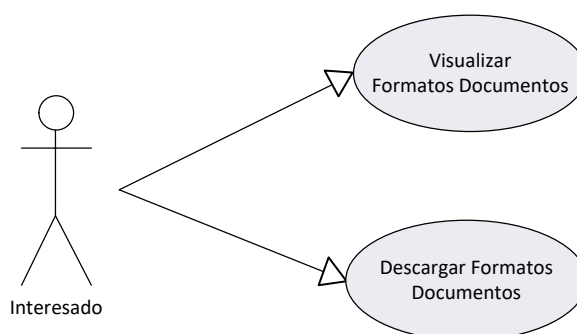 Visualizar
Formatos Documentos
Descargar Formatos
Documentos
Interesado